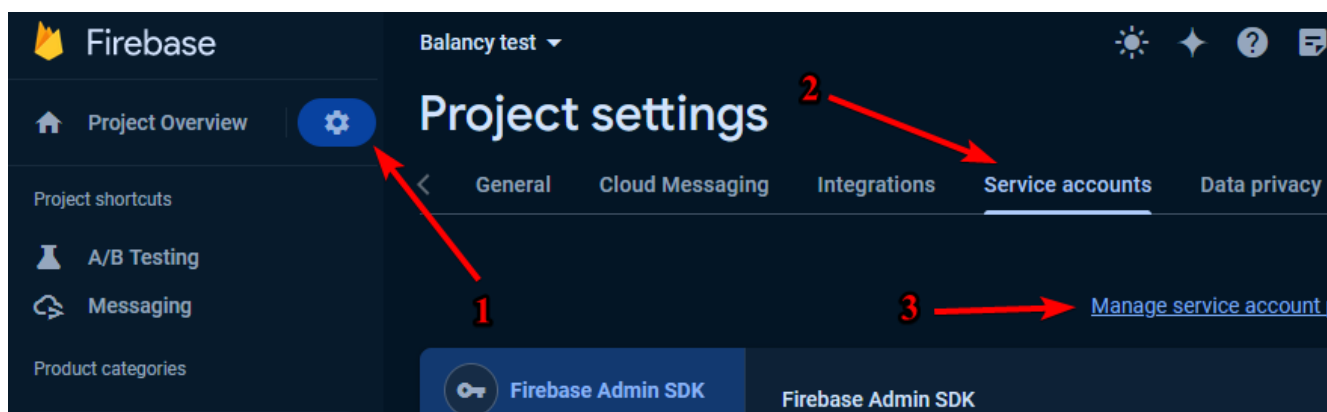 Firebase
Balancy test
Project Overview
Project settings
2
General Cloud Messaging Integrations Service accounts Data privacy
Project shortcuts
A/B Testing
Messaging
1
3
Manage service account
Product categories
Firebase Admin SDK
Firebase Admin SDK